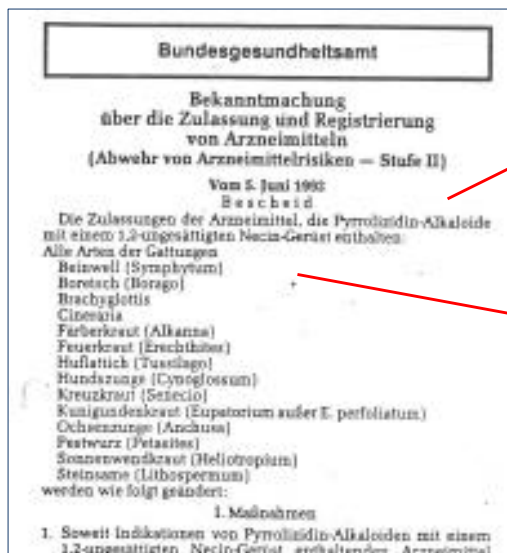 Bundesgesundheitsamt
Bekanntmachung
über die Zulassung und Registrierung
von Arzneimitteln
(Abwehr von Arzneimittelrisiken — Stufe II)
Vom 5. Juni 1992
Bescheid
Die Zulassungen der Arzneimittel, die Pyrrolizidin-Alkaloide
mit einem 1,2-ungesättigten Necin-Gerüst enthalten:
Alle Arten der Gattungen
Beinwell (Symphytum)
Boretsch (Borago)
Brachyglottis
Cineraria
Färberkraut (Alkanna)
Feuerkraut (Erechthites)
Huflattich (Tussilago)
Hundszunge (Cynoglossum)
Kreuzkraut (Senecio)
Kunigundenkraut (Eupatorium außer E. perfoliatum)
Ochsenzunge (Anchusa)
Pestwurz (Petasites)
Sonnenwendkraut (Heliotropium)
Steinsame (Lithospermum)
werden wie folgt geändert:
I. Maßnahmen
1. Soweit Indikationen von Pyrrolizidin-Alkaloiden mit einem
1,2-ungesättigten Necin-Gerüst enthaltender Arzneimittel